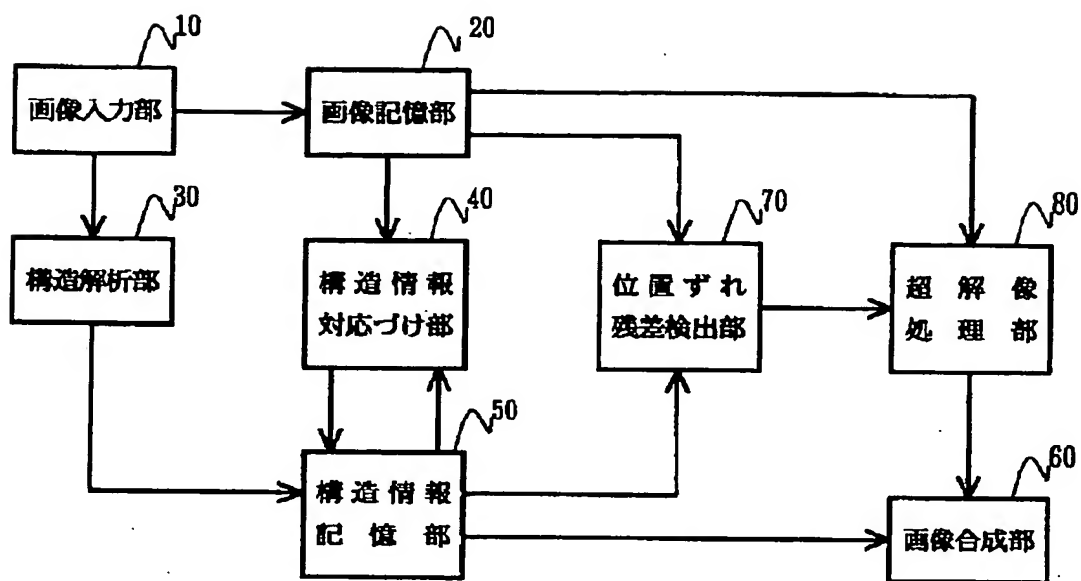 10
画像入力部
20
画像記憶部
30
構造解析部
40
構造情報
対応づけ部
70
位置ずれ
残差検出部
80
超解像
処理部
50
構造情報
記憶部
60
画像合成部